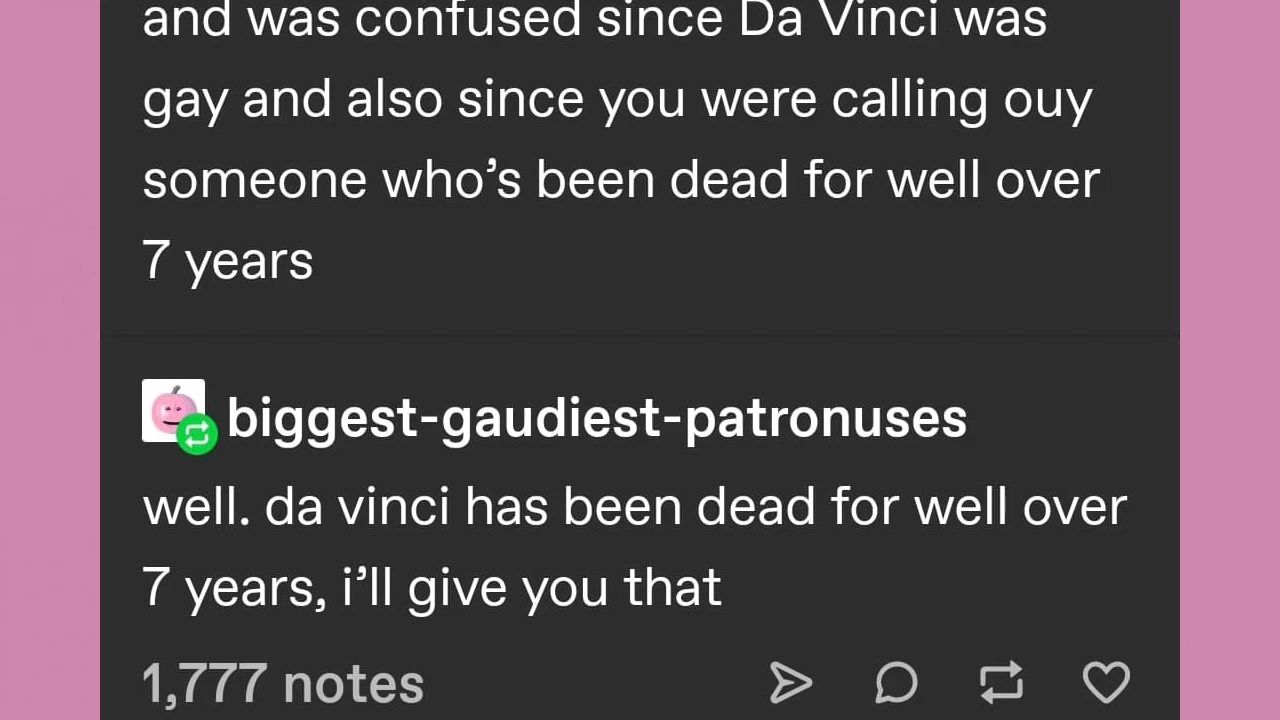 and was confused since Da Vinci was
gay and also since you were calling ouy
someone who's been dead for well over
7 years
biggest-gaudiest-patronuses
well. da vinci has been dead for well over
7 years, i'll give you that
1,777 notes